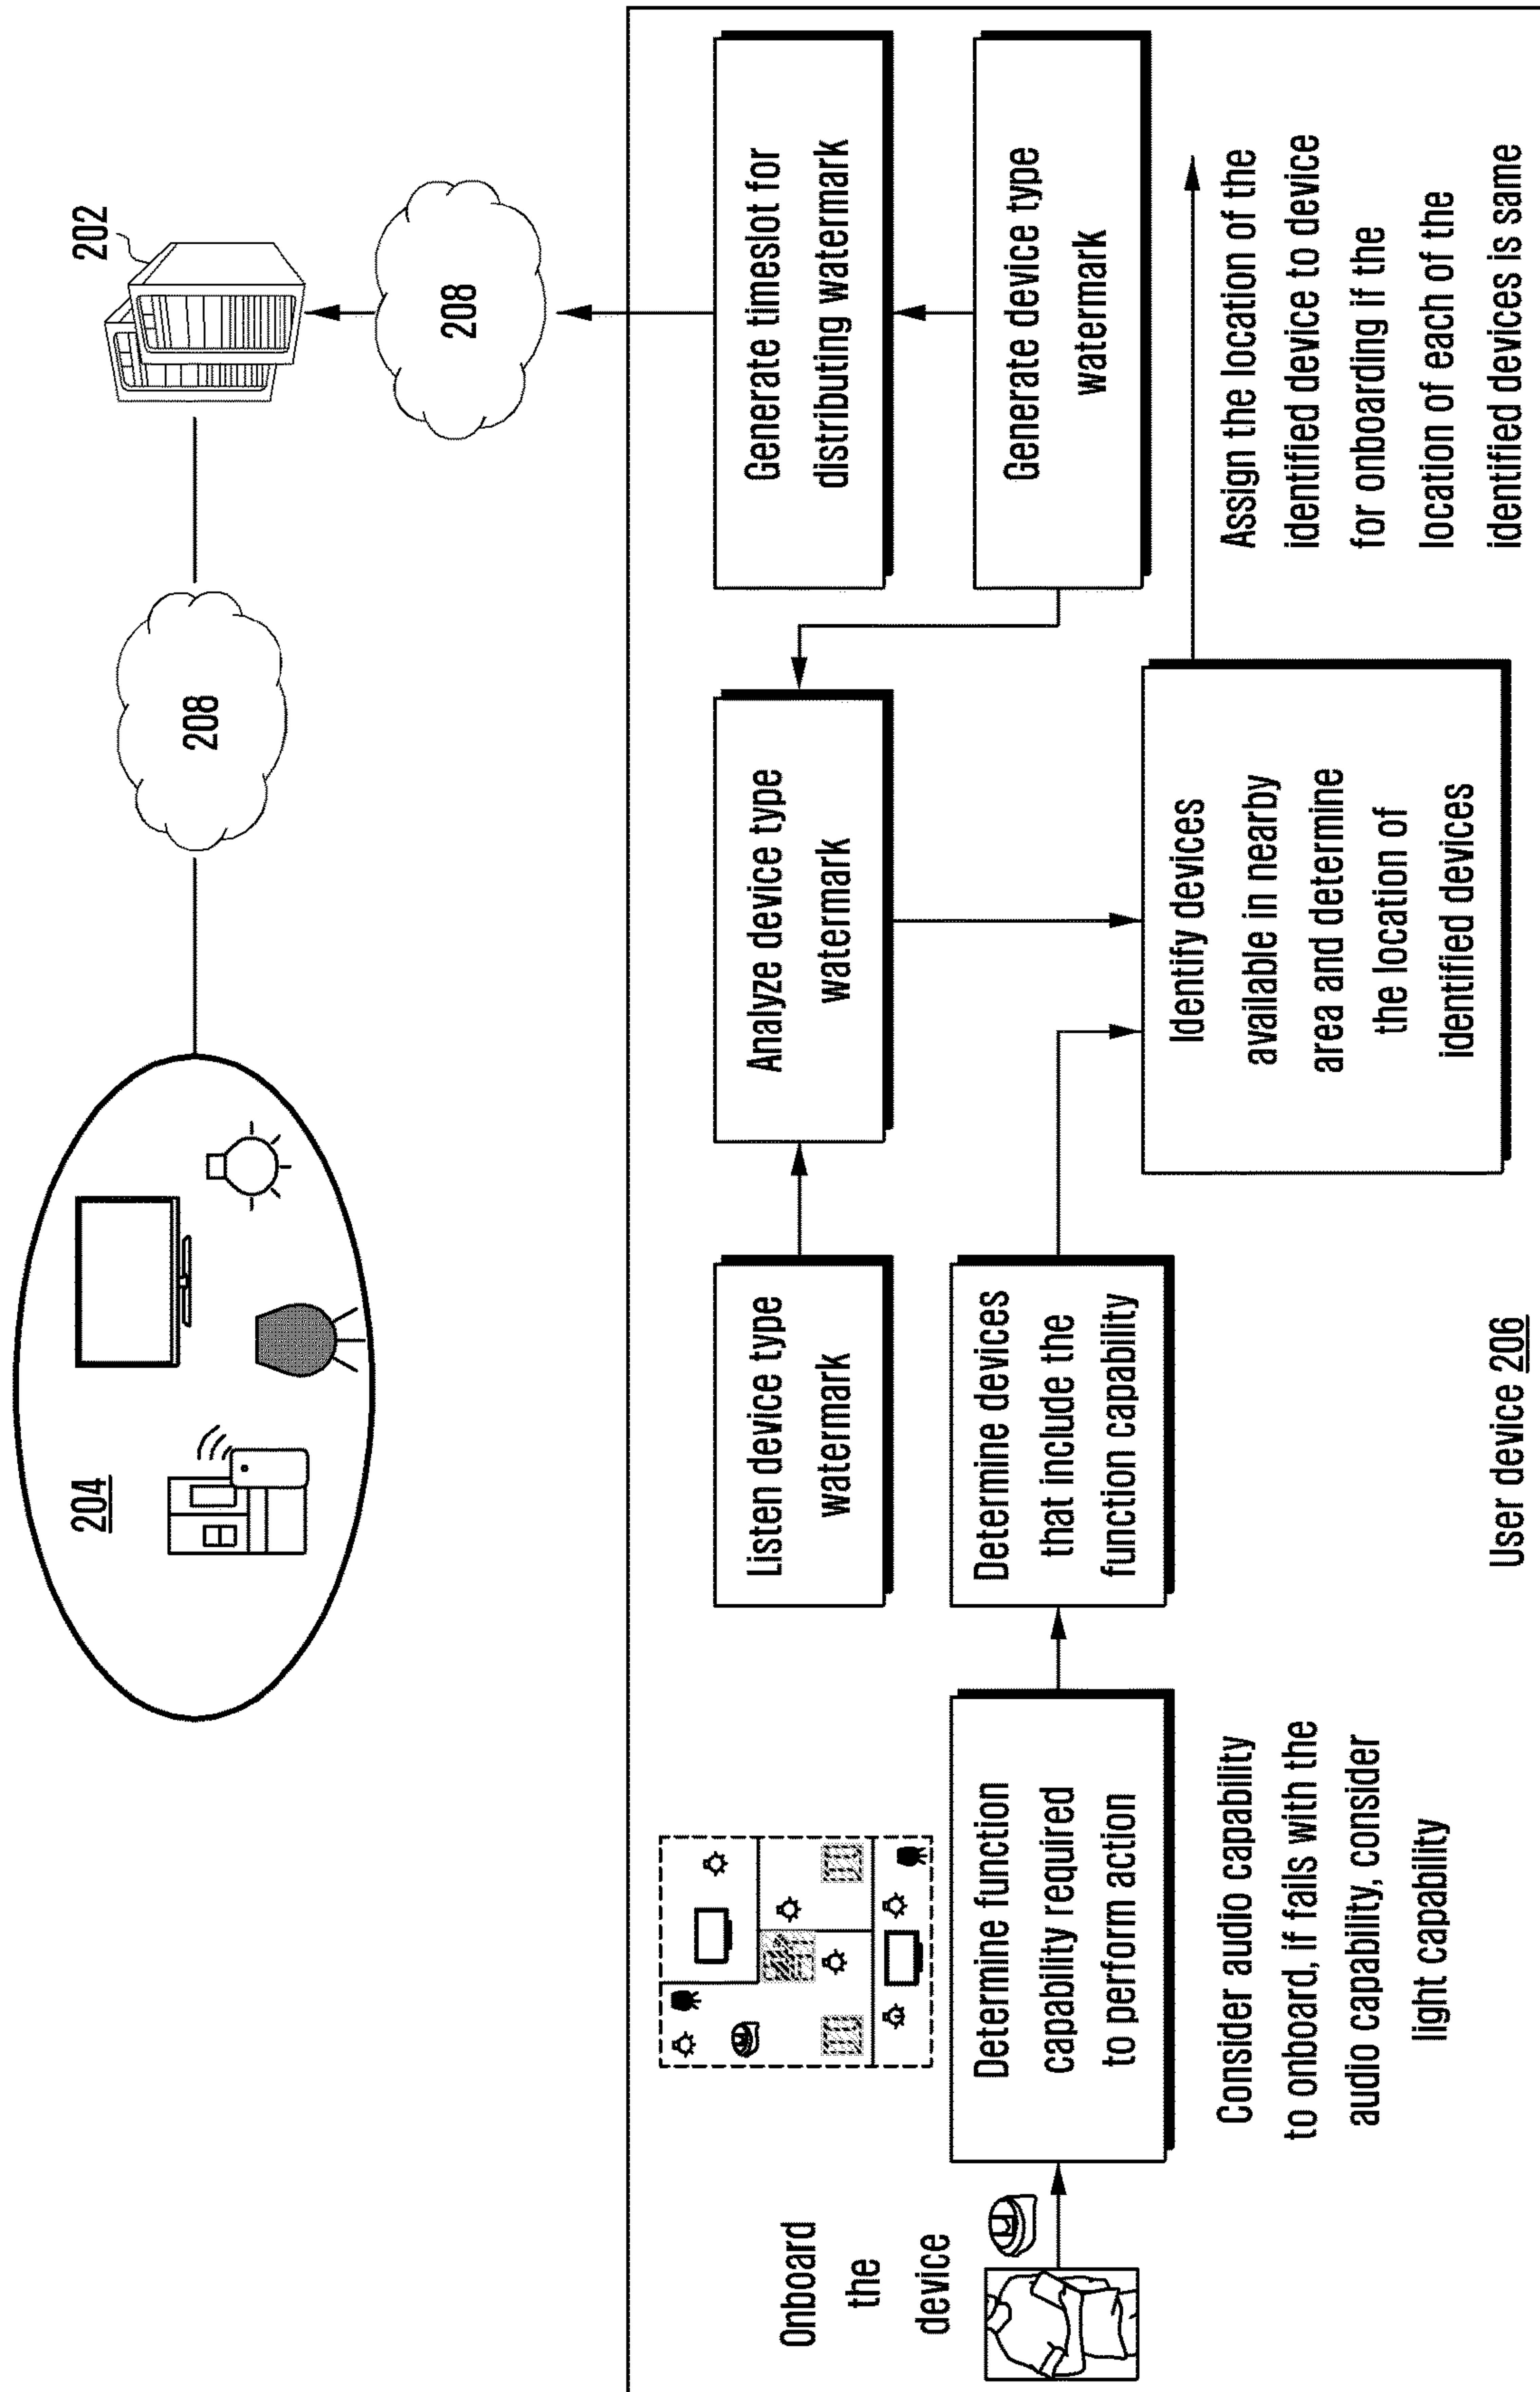 204
208
202
208
Onboard
the
device
Determine function
capability required
to perform action
Consider audio capability
to onboard, if fails with the
audio capability, consider
light capability
Listen device type
watermark
Determine devices
that include the
function capability
Analyze device type
watermark
Identify devices
available in nearby
area and determine
the location of
identified devices
Generate timeslot for
distributing watermark
Generate device type
watermark
Assign the location of the
identified device to device
for onboarding if the
location of each of the
identified devices is same
User device 206